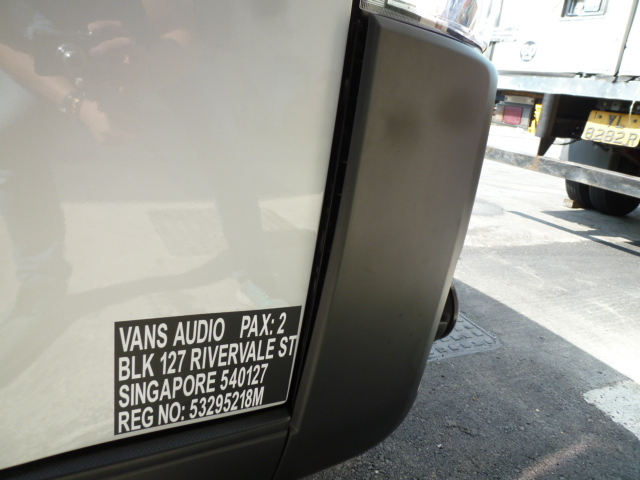 VANS AUDIO PAX: 2
BLK 127 RIVERVALE ST
SINGAPORE 540127
REG NO: 53295218M